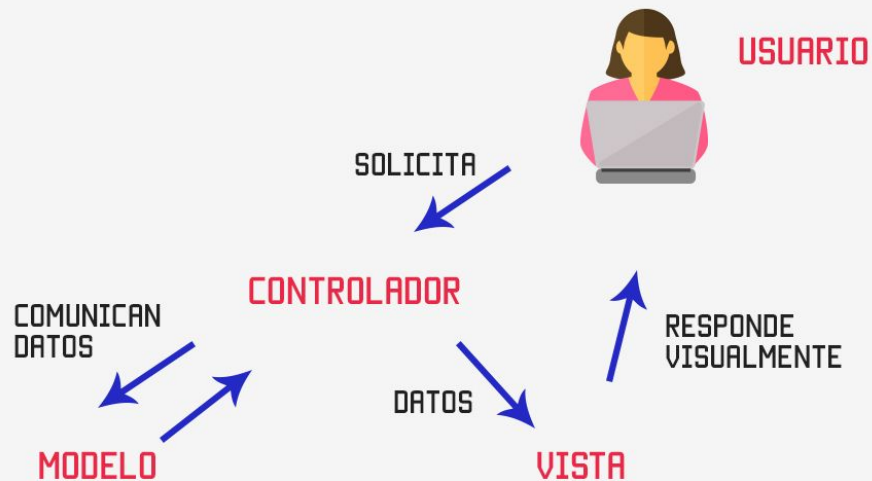 USUARIO
SOLICITA
CONTROLADOR
COMUNICAN
DATOS
RESPONDE
VISUALMENTE
DATOS
MODELO
VISTA